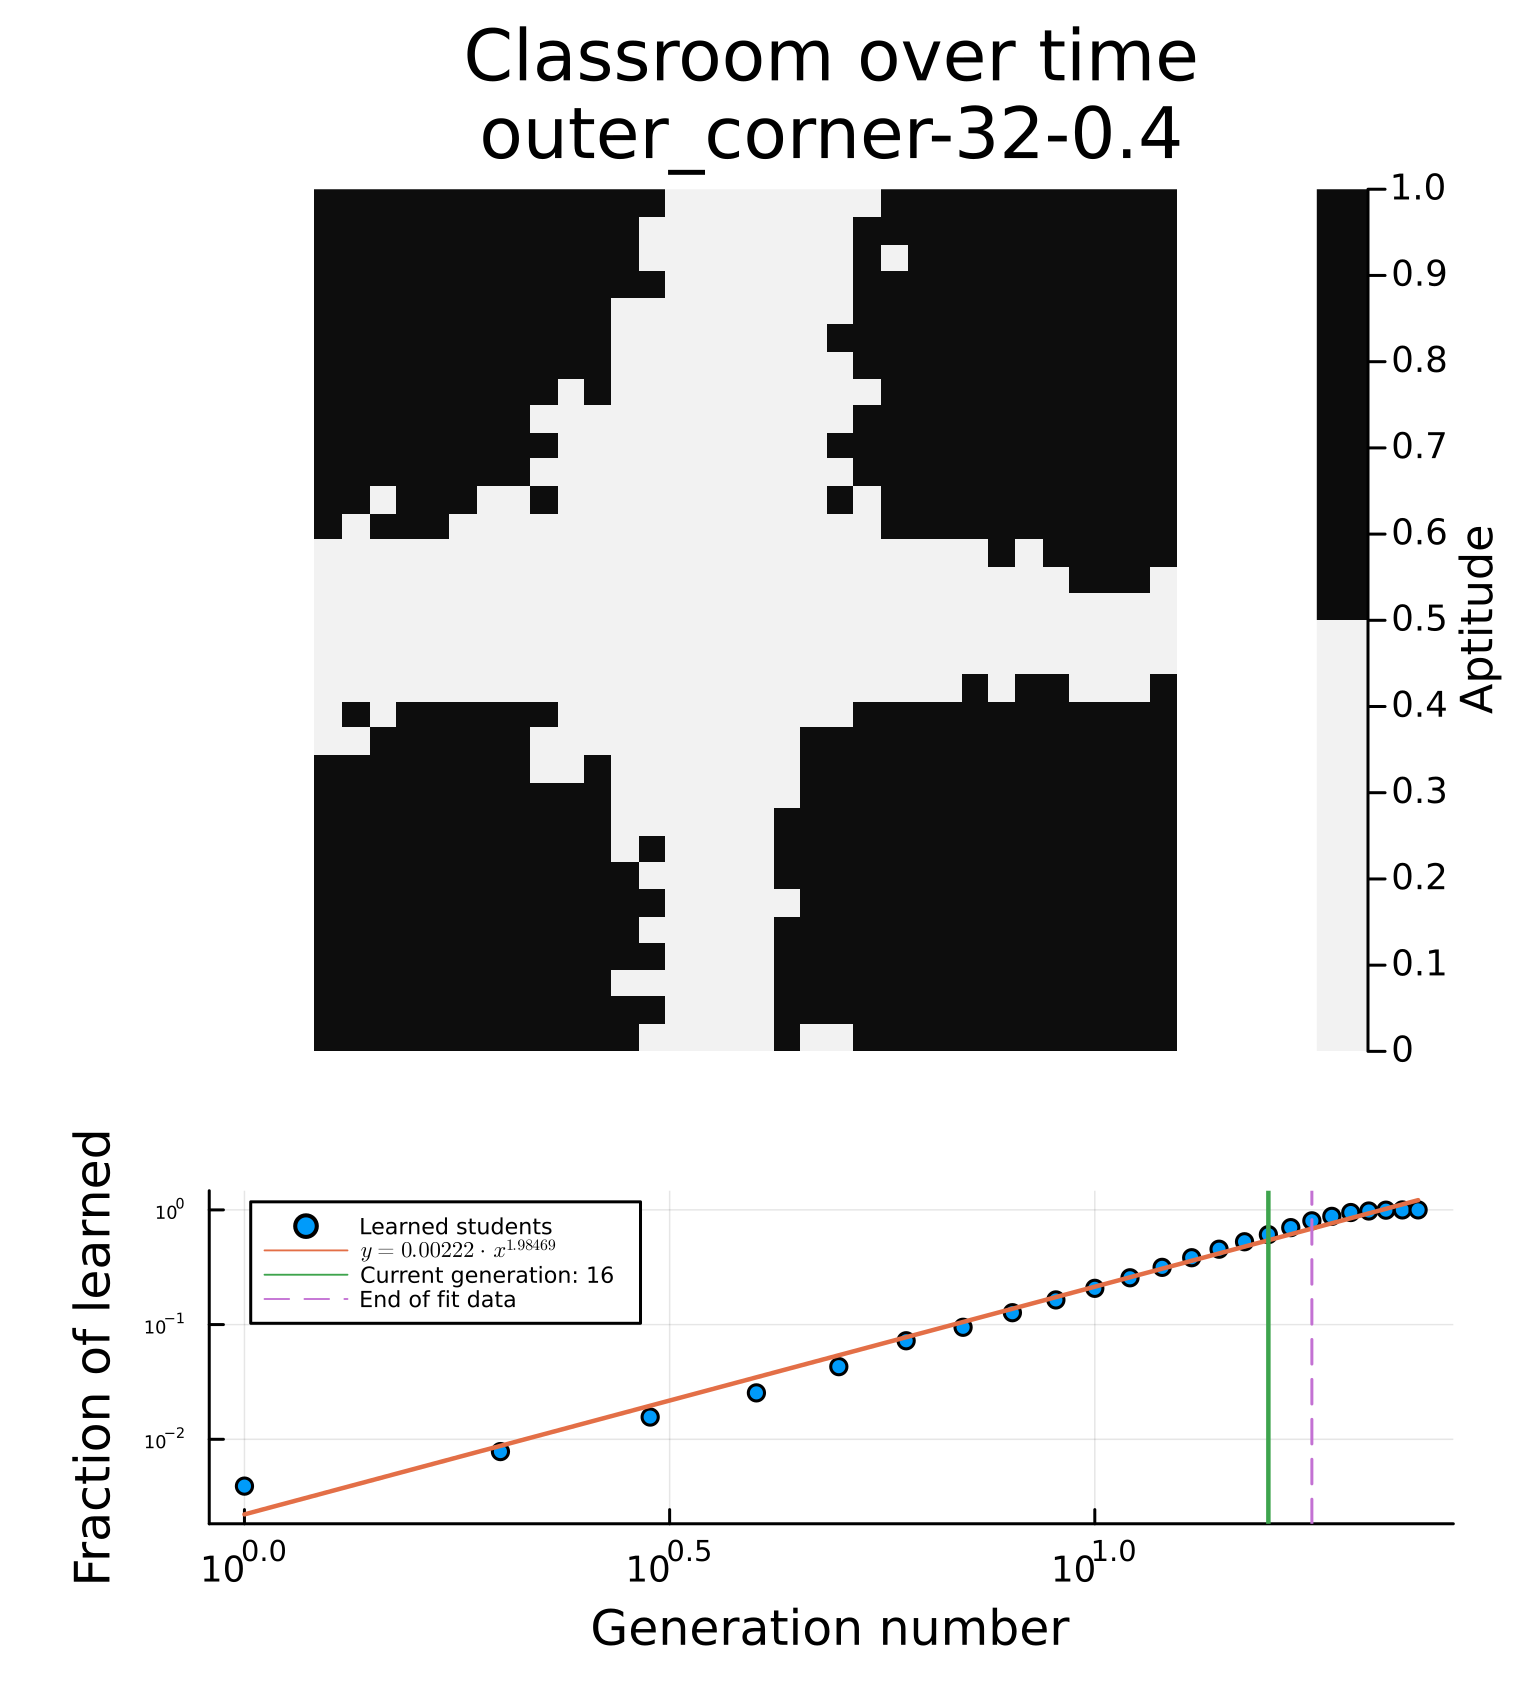 Classroom over time
outer_corner-32-0.4
1.0
0.9
0.8
0.7
0.6
0.5
0.4
0.3
0.2
0.1
0
Aptitude
Fraction of learned
10⁰
10⁻¹
10⁻²
Learned students
y = 0.00222 · x^1.98469
Current generation: 16
End of fit data
10^0.0
10^0.5
10^1.0
Generation number